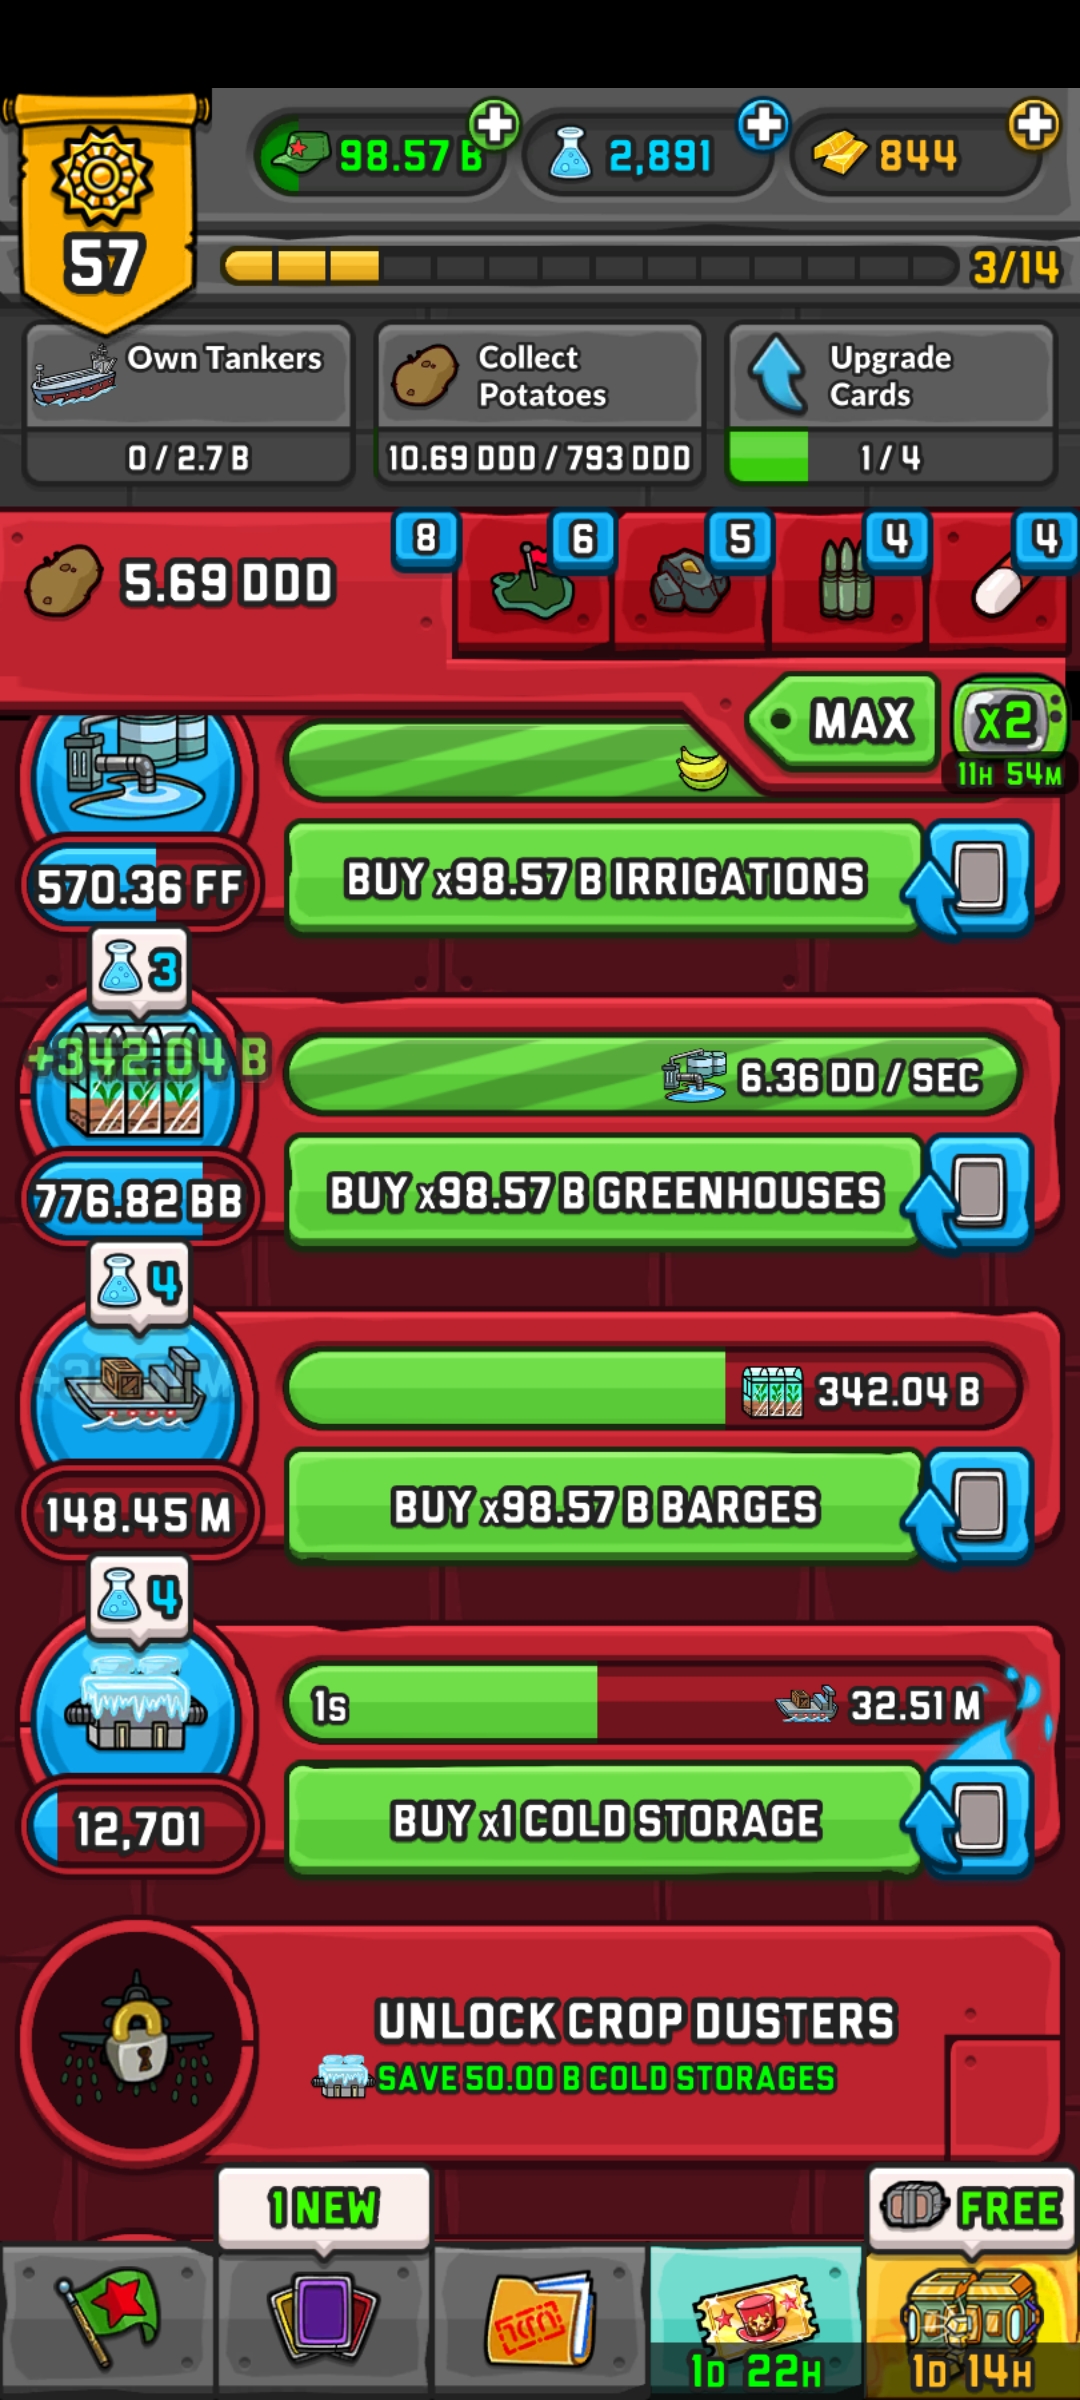 98.57 B
2,891
844
57
3/14
Own Tankers
0 / 2.7 B
Collect
Potatoes
10.69 DDD / 793 DDD
Upgrade
Cards
1 / 4
5.69 DDD
8
6
5
4
4
MAX
x2
11H 54M
570.36 FF
BUY x98.57 B IRRIGATIONS
3
+342.04 B
6.36 DD / SEC
776.82 BB
BUY x98.57 B GREENHOUSES
4
342.04 B
148.45 M
BUY x98.57 B BARGES
4
1s
32.51 M
12,701
BUY x1 COLD STORAGE
UNLOCK CROP DUSTERS
SAVE 50.00 B COLD STORAGES
1 NEW
FREE
1D 22H
1D 14H